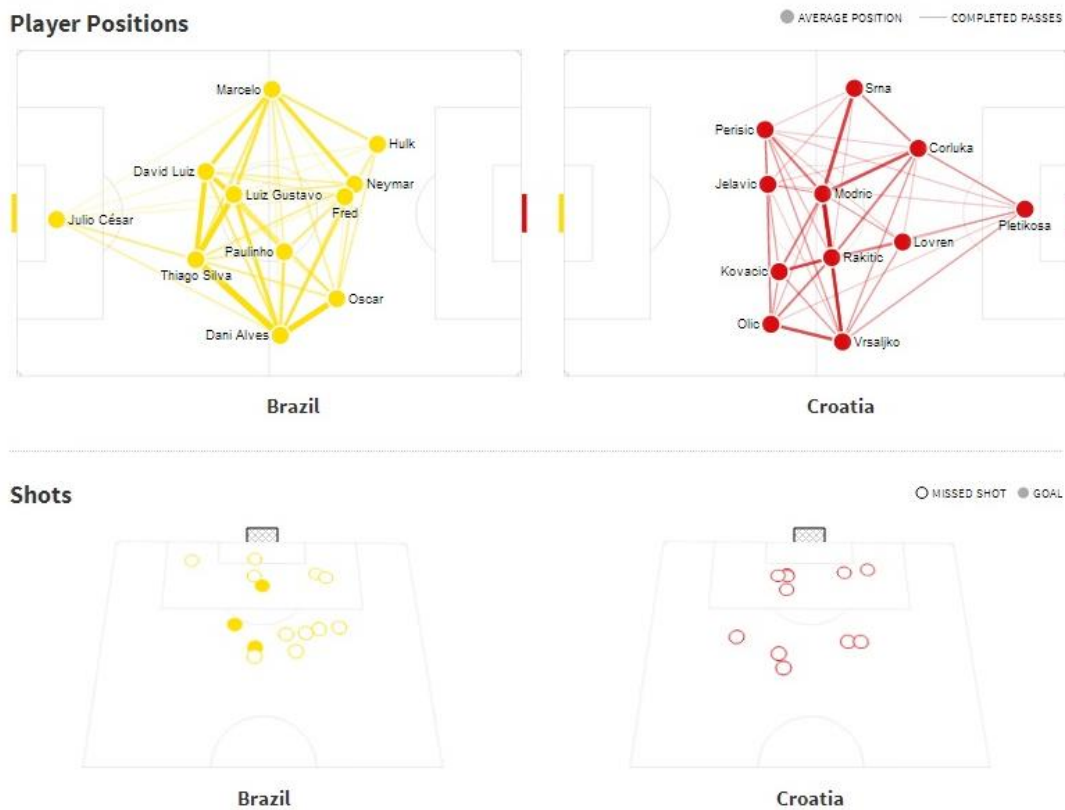 Player Positions
AVERAGE POSITION
COMPLETED PASSES
Marcelo
Hulk
David Luiz
Neymar
Luiz Gustavo
Fred
Julio César
Paulinho
Thiago Silva
Oscar
Dani Alves
Brazil
Srna
Perisic
Corluka
Jelavic
Modric
Pletikosa
Lovren
Rakitic
Kovacic
Olic
Vrsaljko
Croatia
Shots
MISSED SHOT
GOAL
Brazil
Croatia